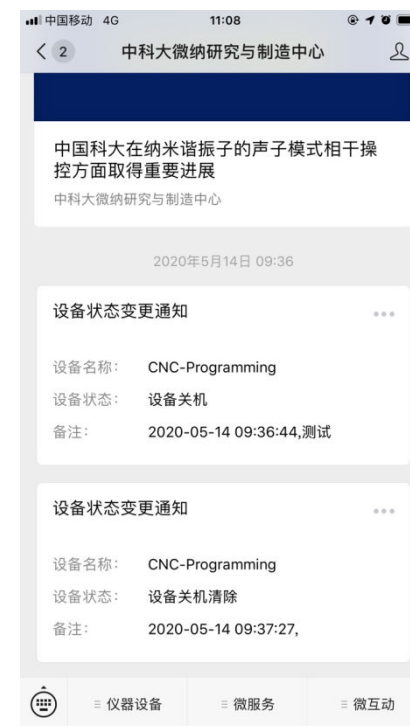 中国移动 4G 11:08
2 中科大微纳研究与制造中心
中国科大在纳米谐振子的声子模式相干操
控方面取得重要进展
中科大微纳研究与制造中心
2020年5月14日 09:36
设备状态变更通知
设备名称: CNC-Programming
设备状态: 设备关机
备注: 2020-05-14 09:36:44,测试
设备状态变更通知
设备名称: CNC-Programming
设备状态: 设备关机清除
备注: 2020-05-14 09:37:27,
仪器设备 微服务 微互动